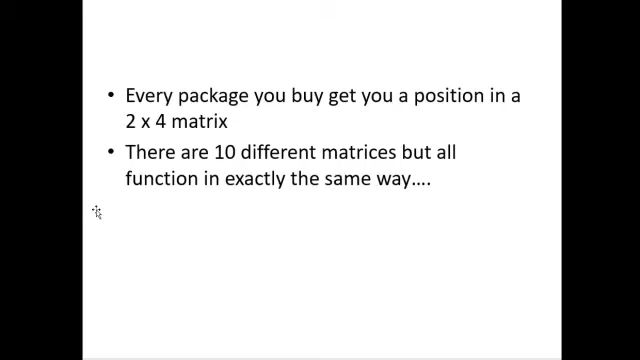 • Every package you buy get you a position in a
2 x 4 matrix
• There are 10 different matrices but all
function in exactly the same way….